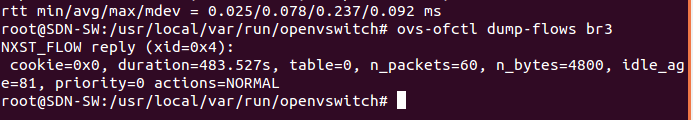 rtt min/avg/max/mdev = 0.025/0.078/0.237/0.092 ms
root@SDN-SW:/usr/local/var/run/openvswitch# ovs-ofctl dump-flows br3
NXST_FLOW reply (xid=0x4):
 cookie=0x0, duration=483.527s, table=0, n_packets=60, n_bytes=4800, idle_ag
e=81, priority=0 actions=NORMAL
root@SDN-SW:/usr/local/var/run/openvswitch#